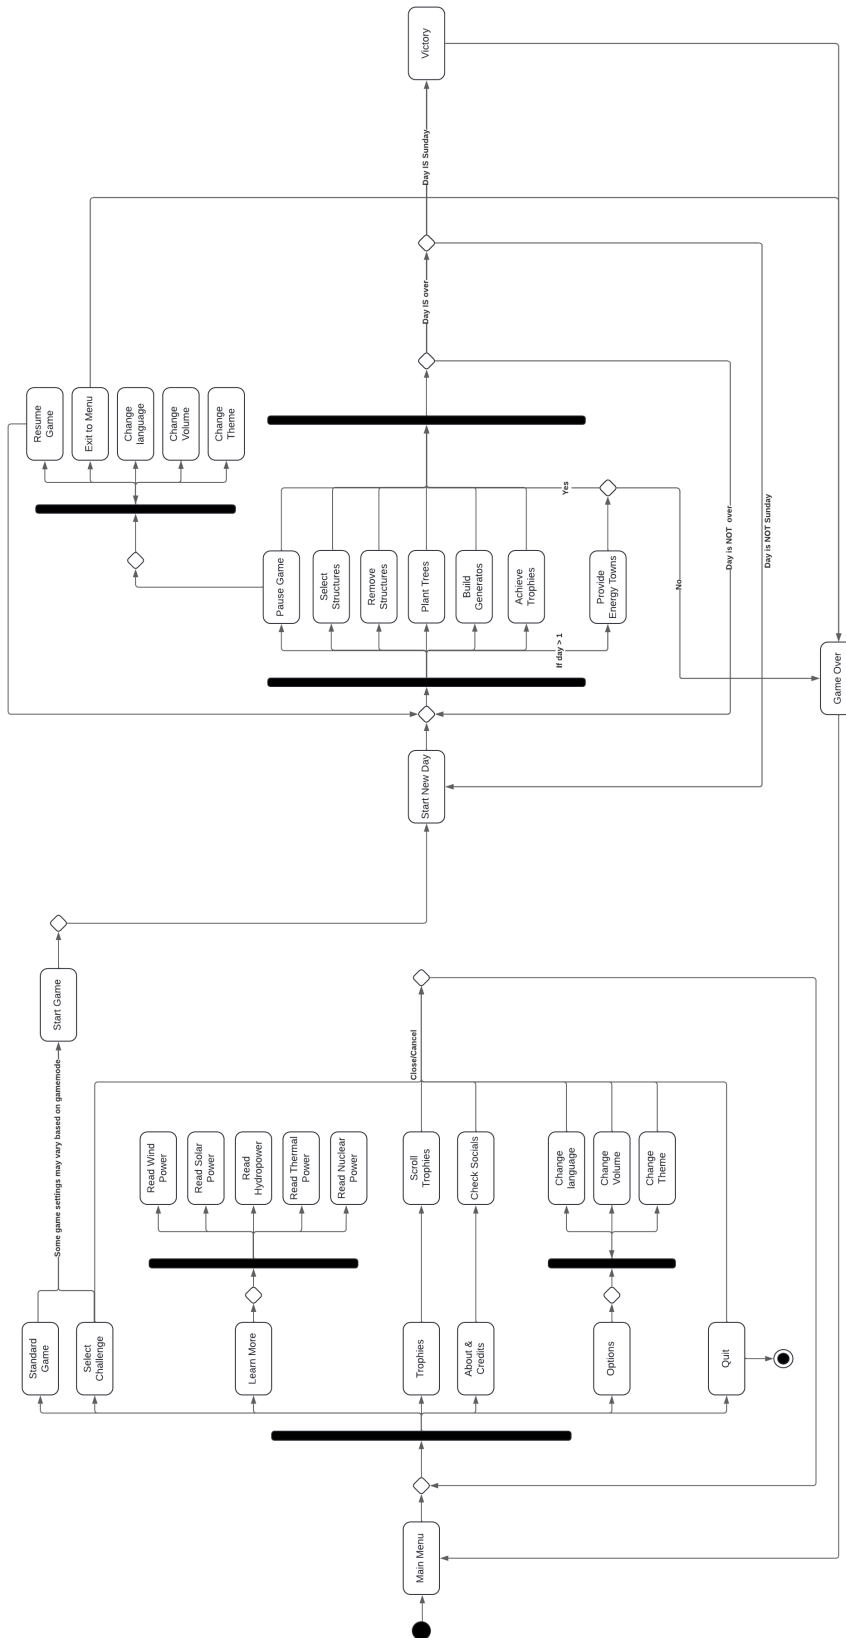 Main Menu
Standard
Game
Select
Challenge
Learn More
Trophies
About &
Credits
Options
Quit
Read Wind
Power
Read Solar
Power
Read
Hydropower
Read Thermal
Power
Read Nuclear
Power
Scroll
Trophies
Check Socials
Change
language
Change
Volume
Change
Theme
Some game settings may vary based on gamemode
Close/Cancel
Start Game
Start New Day
Pause Game
Select
Structures
Remove
Structures
Plant Trees
Build
Generatos
Achieve
Trophies
If day > 1
Provide
Energy Towns
Yes
No
Resume
Game
Exit to Menu
Change
language
Change
Volume
Change
Theme
Day IS over
Day is NOT over
Day IS Sunday
Day is NOT Sunday
Victory
Game Over